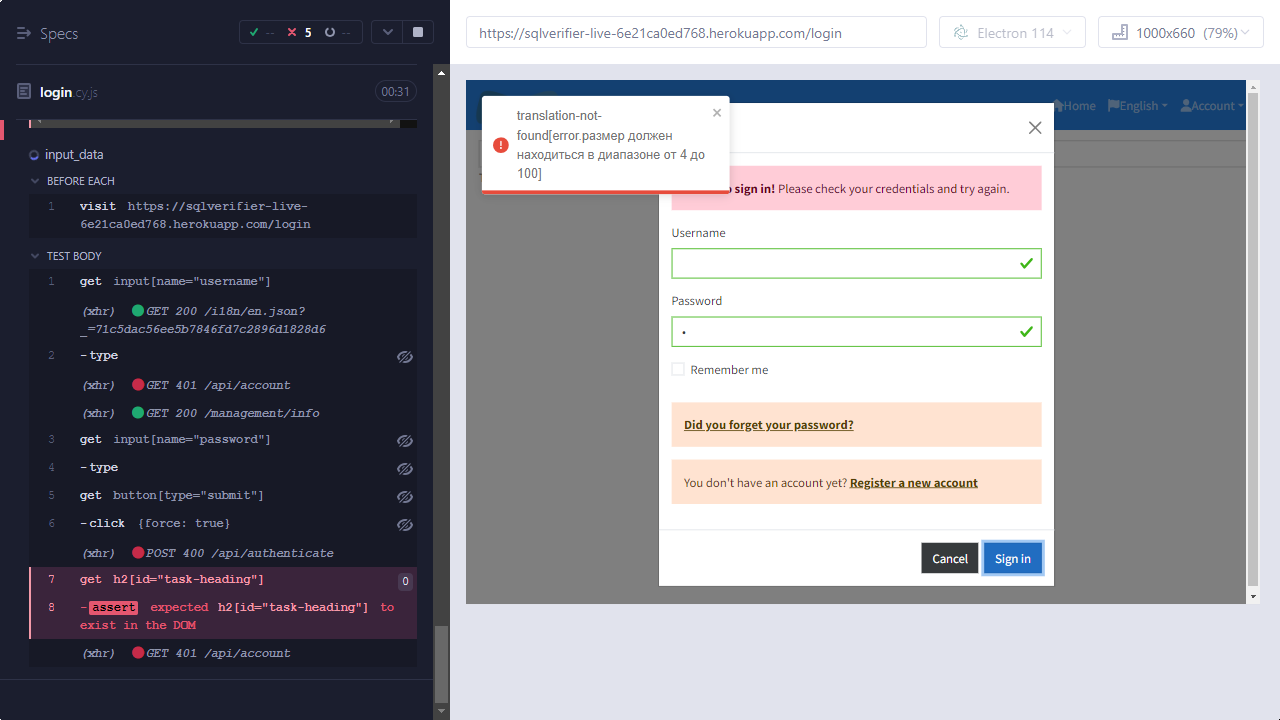 Specs
-- 5 --
login.cy.js
00:31
input_data
BEFORE EACH
1 visit https://sqlverifier-live-
6e21ca0ed768.herokuapp.com/login
TEST BODY
1 get input[name="username"]
(xhr) GET 200 /i18n/en.json?
_=71c5dac56ee5b7846fd7c2896d1828d6
2 -type
(xhr) GET 401 /api/account
(xhr) GET 200 /management/info
3 get input[name="password"]
4 -type
5 get button[type="submit"]
6 -click {force: true}
(xhr) POST 400 /api/authenticate
7 get h2[id="task-heading"] 0
8 -assert expected h2[id="task-heading"] to
exist in the DOM
(xhr) GET 401 /api/account
https://sqlverifier-live-6e21ca0ed768.herokuapp.com/login
Electron 114
1000x660 (79%)
Home English Account
translation-not-
found[error.размер должен
находиться в диапазоне от 4 до
100]
sign in! Please check your credentials and try again.
Username
Password
Remember me
Did you forget your password?
You don't have an account yet? Register a new account
Cancel Sign in